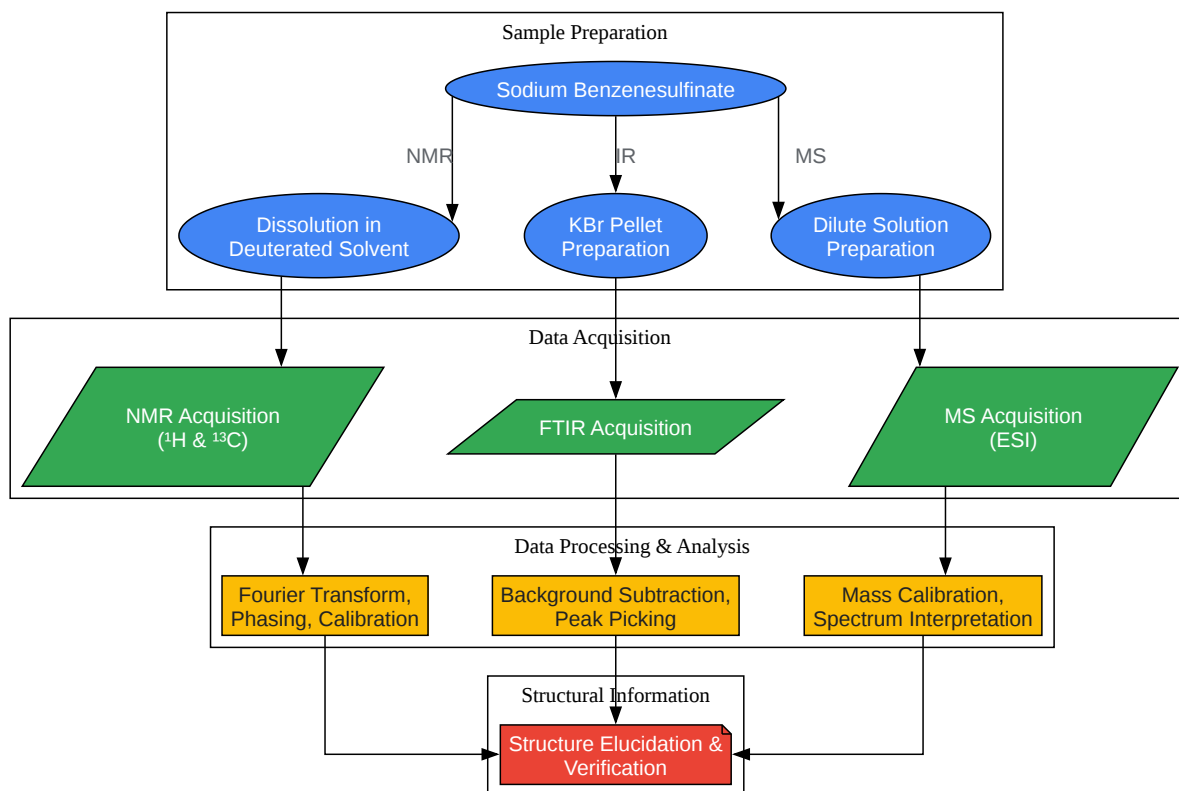 Sample Preparation
Sodium Benzenesulfinate
NMR
IR
MS
Dissolution in
Deuterated Solvent
KBr Pellet
Preparation
Dilute Solution
Preparation
Data Acquisition
NMR Acquisition
(¹H & ¹³C)
FTIR Acquisition
MS Acquisition
(ESI)
Data Processing & Analysis
Fourier Transform,
Phasing, Calibration
Background Subtraction,
Peak Picking
Mass Calibration,
Spectrum Interpretation
Structural Information
Structure Elucidation &
Verification